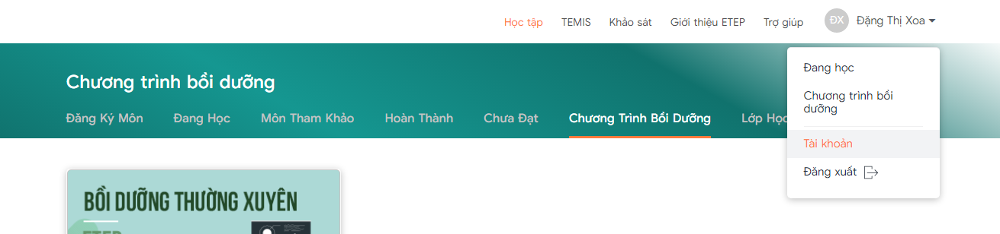 Học tập TEMIS Khảo sát Giới thiệu ETEP Trợ giúp ĐX Đặng Thị Xoa
Đang học
Chương trình bồi dưỡng
Chương trình bồi
dưỡng
Đăng Ký Môn Đang Học Môn Tham Khảo Hoàn Thành Chưa Đạt Chương Trình Bồi Dưỡng Lớp Học
Tài khoản
Đăng xuất
BỒI DƯỠNG THƯỜNG XUYÊN
ETEP